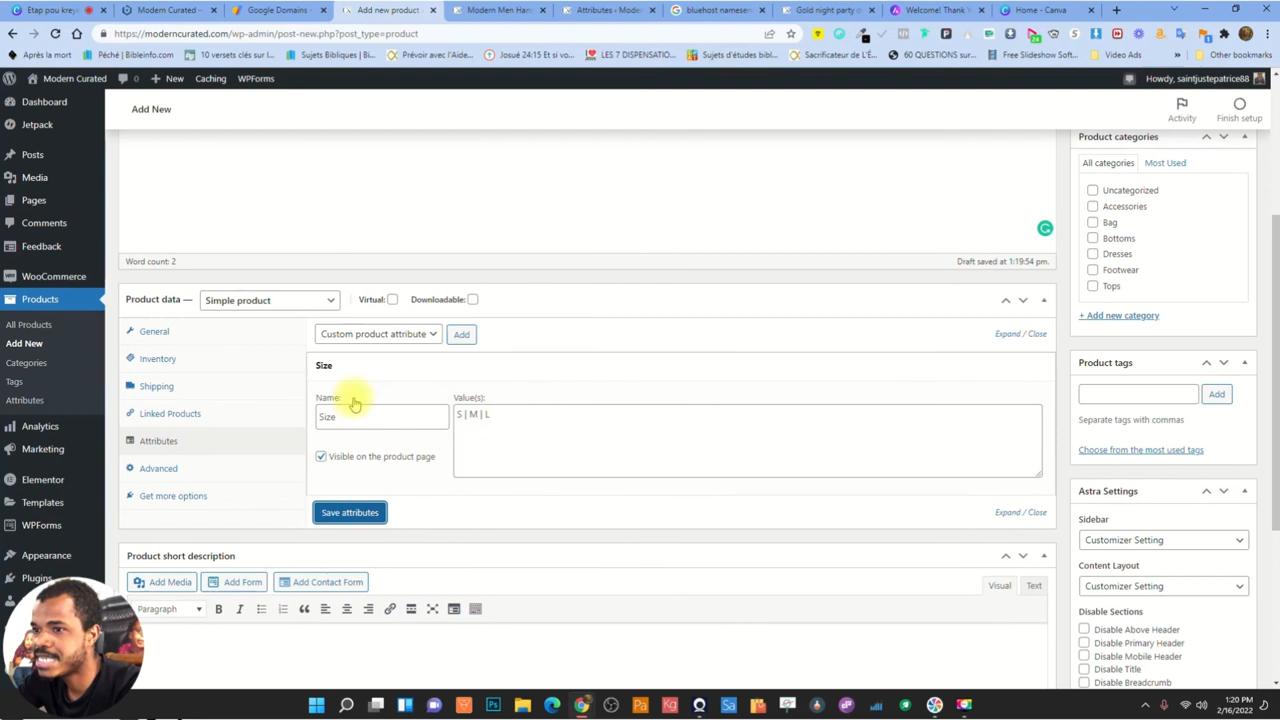 Etap pou kreye
Modern Curated –
Google Domains -
Add new product
Modern Men Han
Attributes ‹ Mode
bluehost namesen
Gold night party d
Welcome! Thank Y
Home - Canva
https://moderncurated.com/wp-admin/post-new.php?post_type=product
Après la mort
Péché | Bibleinfo.com
10 versets clés sur l...
Sujets Bibliques | Bi...
Prévoir avec l'Aide...
Josué 24:15 Et si vo...
LES 7 DISPENSATIO...
Sujets d'études bibl...
Sacrificateur de l'É...
60 QUESTIONS sur...
Free Slideshow Soft...
Video Ads
Other bookmarks
Modern Curated
0
New
Caching
WPForms
Howdy, saintjustepatrice88
Dashboard
Jetpack
Posts
Media
Pages
Comments
Feedback
WooCommerce
Products
All Products
Add New
Categories
Tags
Attributes
Analytics
Marketing
Elementor
Templates
WPForms
Appearance
Plugins
Add New
Activity
Finish setup
Word count: 2
Draft saved at 1:19:54 pm.
Product data —
Simple product
Virtual:
Downloadable:
General
Inventory
Shipping
Linked Products
Attributes
Advanced
Get more options
Custom product attribute
Add
Expand / Close
Size
Name:
Value(s):
Size
S | M | L
Visible on the product page
Save attributes
Expand / Close
Product short description
Add Media
Add Form
Add Contact Form
Visual
Text
Paragraph
B
I
Product categories
All categories
Most Used
Uncategorized
Accessories
Bag
Bottoms
Dresses
Footwear
Tops
+ Add new category
Product tags
Add
Separate tags with commas
Choose from the most used tags
Astra Settings
Sidebar
Customizer Setting
Content Layout
Customizer Setting
Disable Sections
Disable Above Header
Disable Primary Header
Disable Mobile Header
Disable Title
Disable Breadcrumb
1:20 PM
2/16/2022